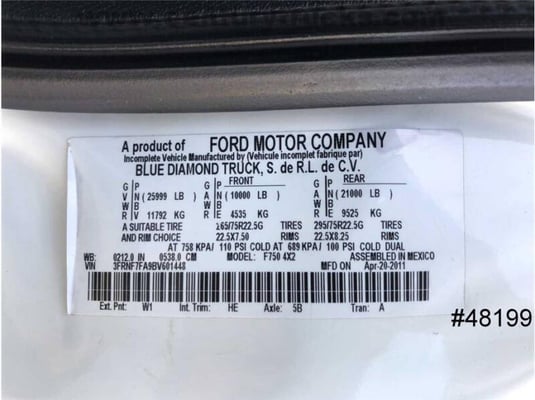 A product of FORD MOTOR COMPANY
Incomplete Vehicle Manufactured by (Vehicule incomplet fabrique par)
BLUE DIAMOND TRUCK, S. de R.L. de C.V.
G P G FRONT P G REAR
V N (25999 LB) A N (10000 LB) A N (21000 LB)
W B W B W B
R V 11792 KG R E 4535 KG R E 9525 KG
A SUITABLE TIRE 265/75R22.5G TIRES 295/75R22.5G TIRES
AND RIM CHOICE 22.5X7.50 RIMS 22.5X8.25 RIMS
AT 758 KPA/ 110 PSI COLD AT 689 KPA/ 100 PSI COLD DUAL
WB: 0212.0 IN 0538.0 CM MODEL: F750 4X2 ASSEMBLED IN MEXICO
VIN 3FRNF7FA9BV601448 MFD. ON Apr-20-2011
Ext. Pnt: W1 Int. Trim: HE Axle: 5B Tran: A
#48199